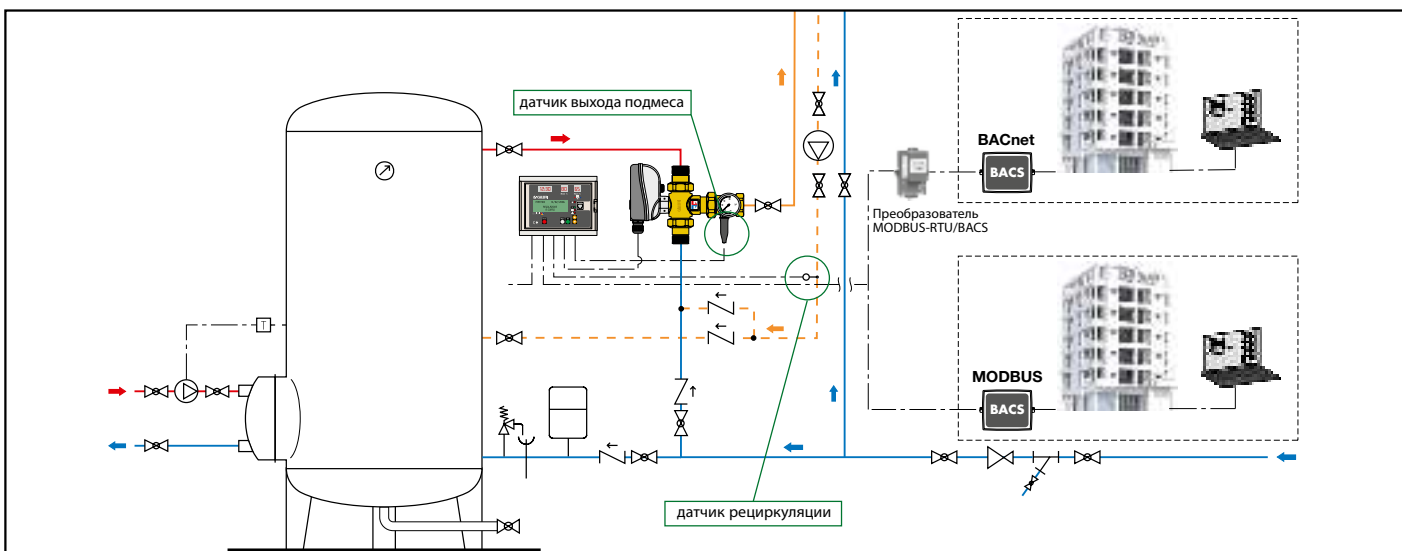 датчик выхода подмеса
BACnet
BACS
Преобразователь
MODBUS-RTU/BACS
T
MODBUS
BACS
датчик рециркуляции